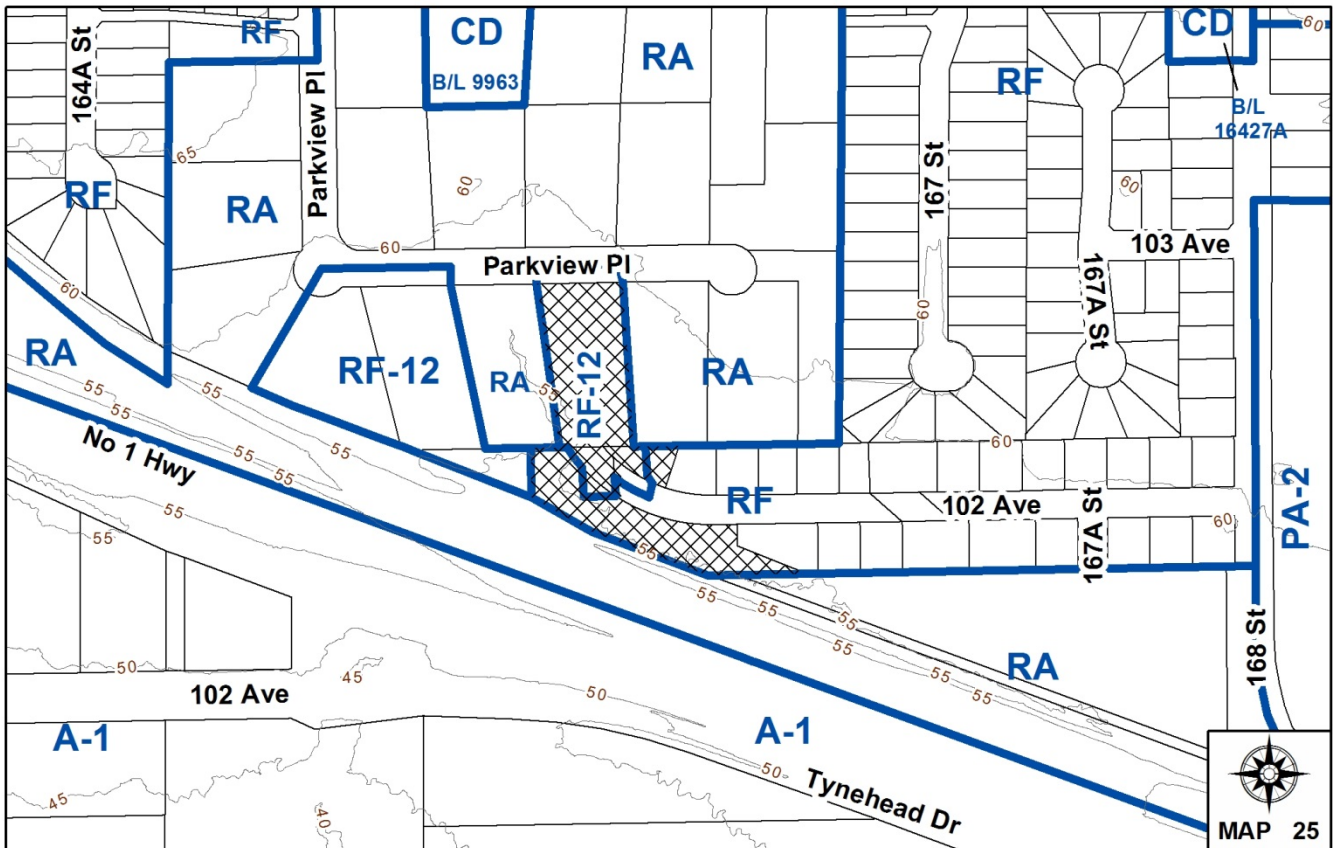 RF
CD
B/L 9963
RA
RF
CD
60
B/L
16427A
164A St
Parkview Pl
65
RF
RA
60
167 St
60
103 Ave
60
Parkview Pl
167A St
60
60
RA
RF-12
RA
55
RF-12
RA
55
55
55
55
55
55
No 1 Hwy
60
55
55
RF
102 Ave
167A St
60
PA-2
55
55
55
55
55
55
55
RA
168 St
50
102 Ave
45
50
A-1
A-1
50
Tynehead Dr
45
40
MAP 25